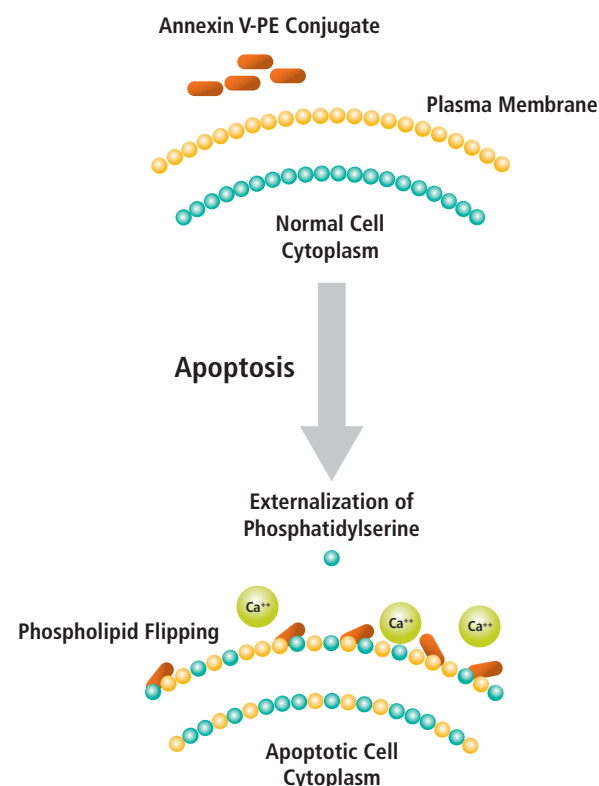 Annexin V-PE Conjugate
Plasma Membrane
Normal Cell
Cytoplasm
Apoptosis
Externalization of
Phosphatidylserine
Ca++
Ca++
Ca++
Phospholipid Flipping
Apoptotic Cell
Cytoplasm